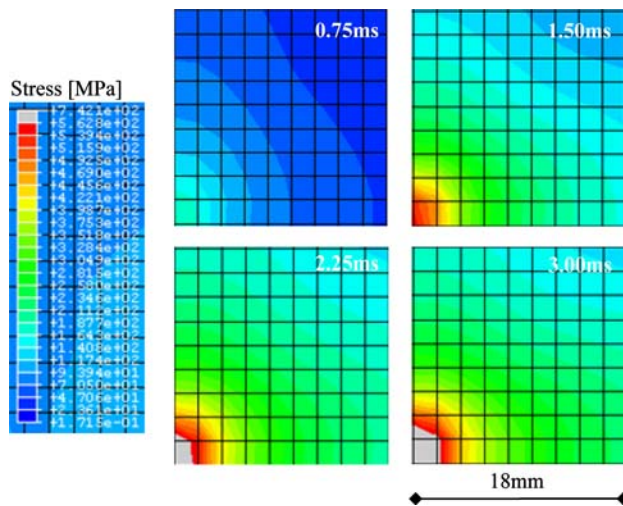 0.75ms
1.50ms
Stress [MPa]
+7.421e+02
+5.628e+02
+5.394e+02
+5.159e+02
+4.925e+02
+4.690e+02
+4.456e+02
+4.221e+02
+3.987e+02
+3.753e+02
+3.518e+02
+3.284e+02
+3.049e+02
+2.815e+02
+2.580e+02
+2.346e+02
+2.112e+02
+1.877e+02
+1.643e+02
+1.408e+02
+1.174e+02
+9.394e+01
+7.050e+01
+4.706e+01
+2.361e+01
+1.715e-01
2.25ms
3.00ms
18mm